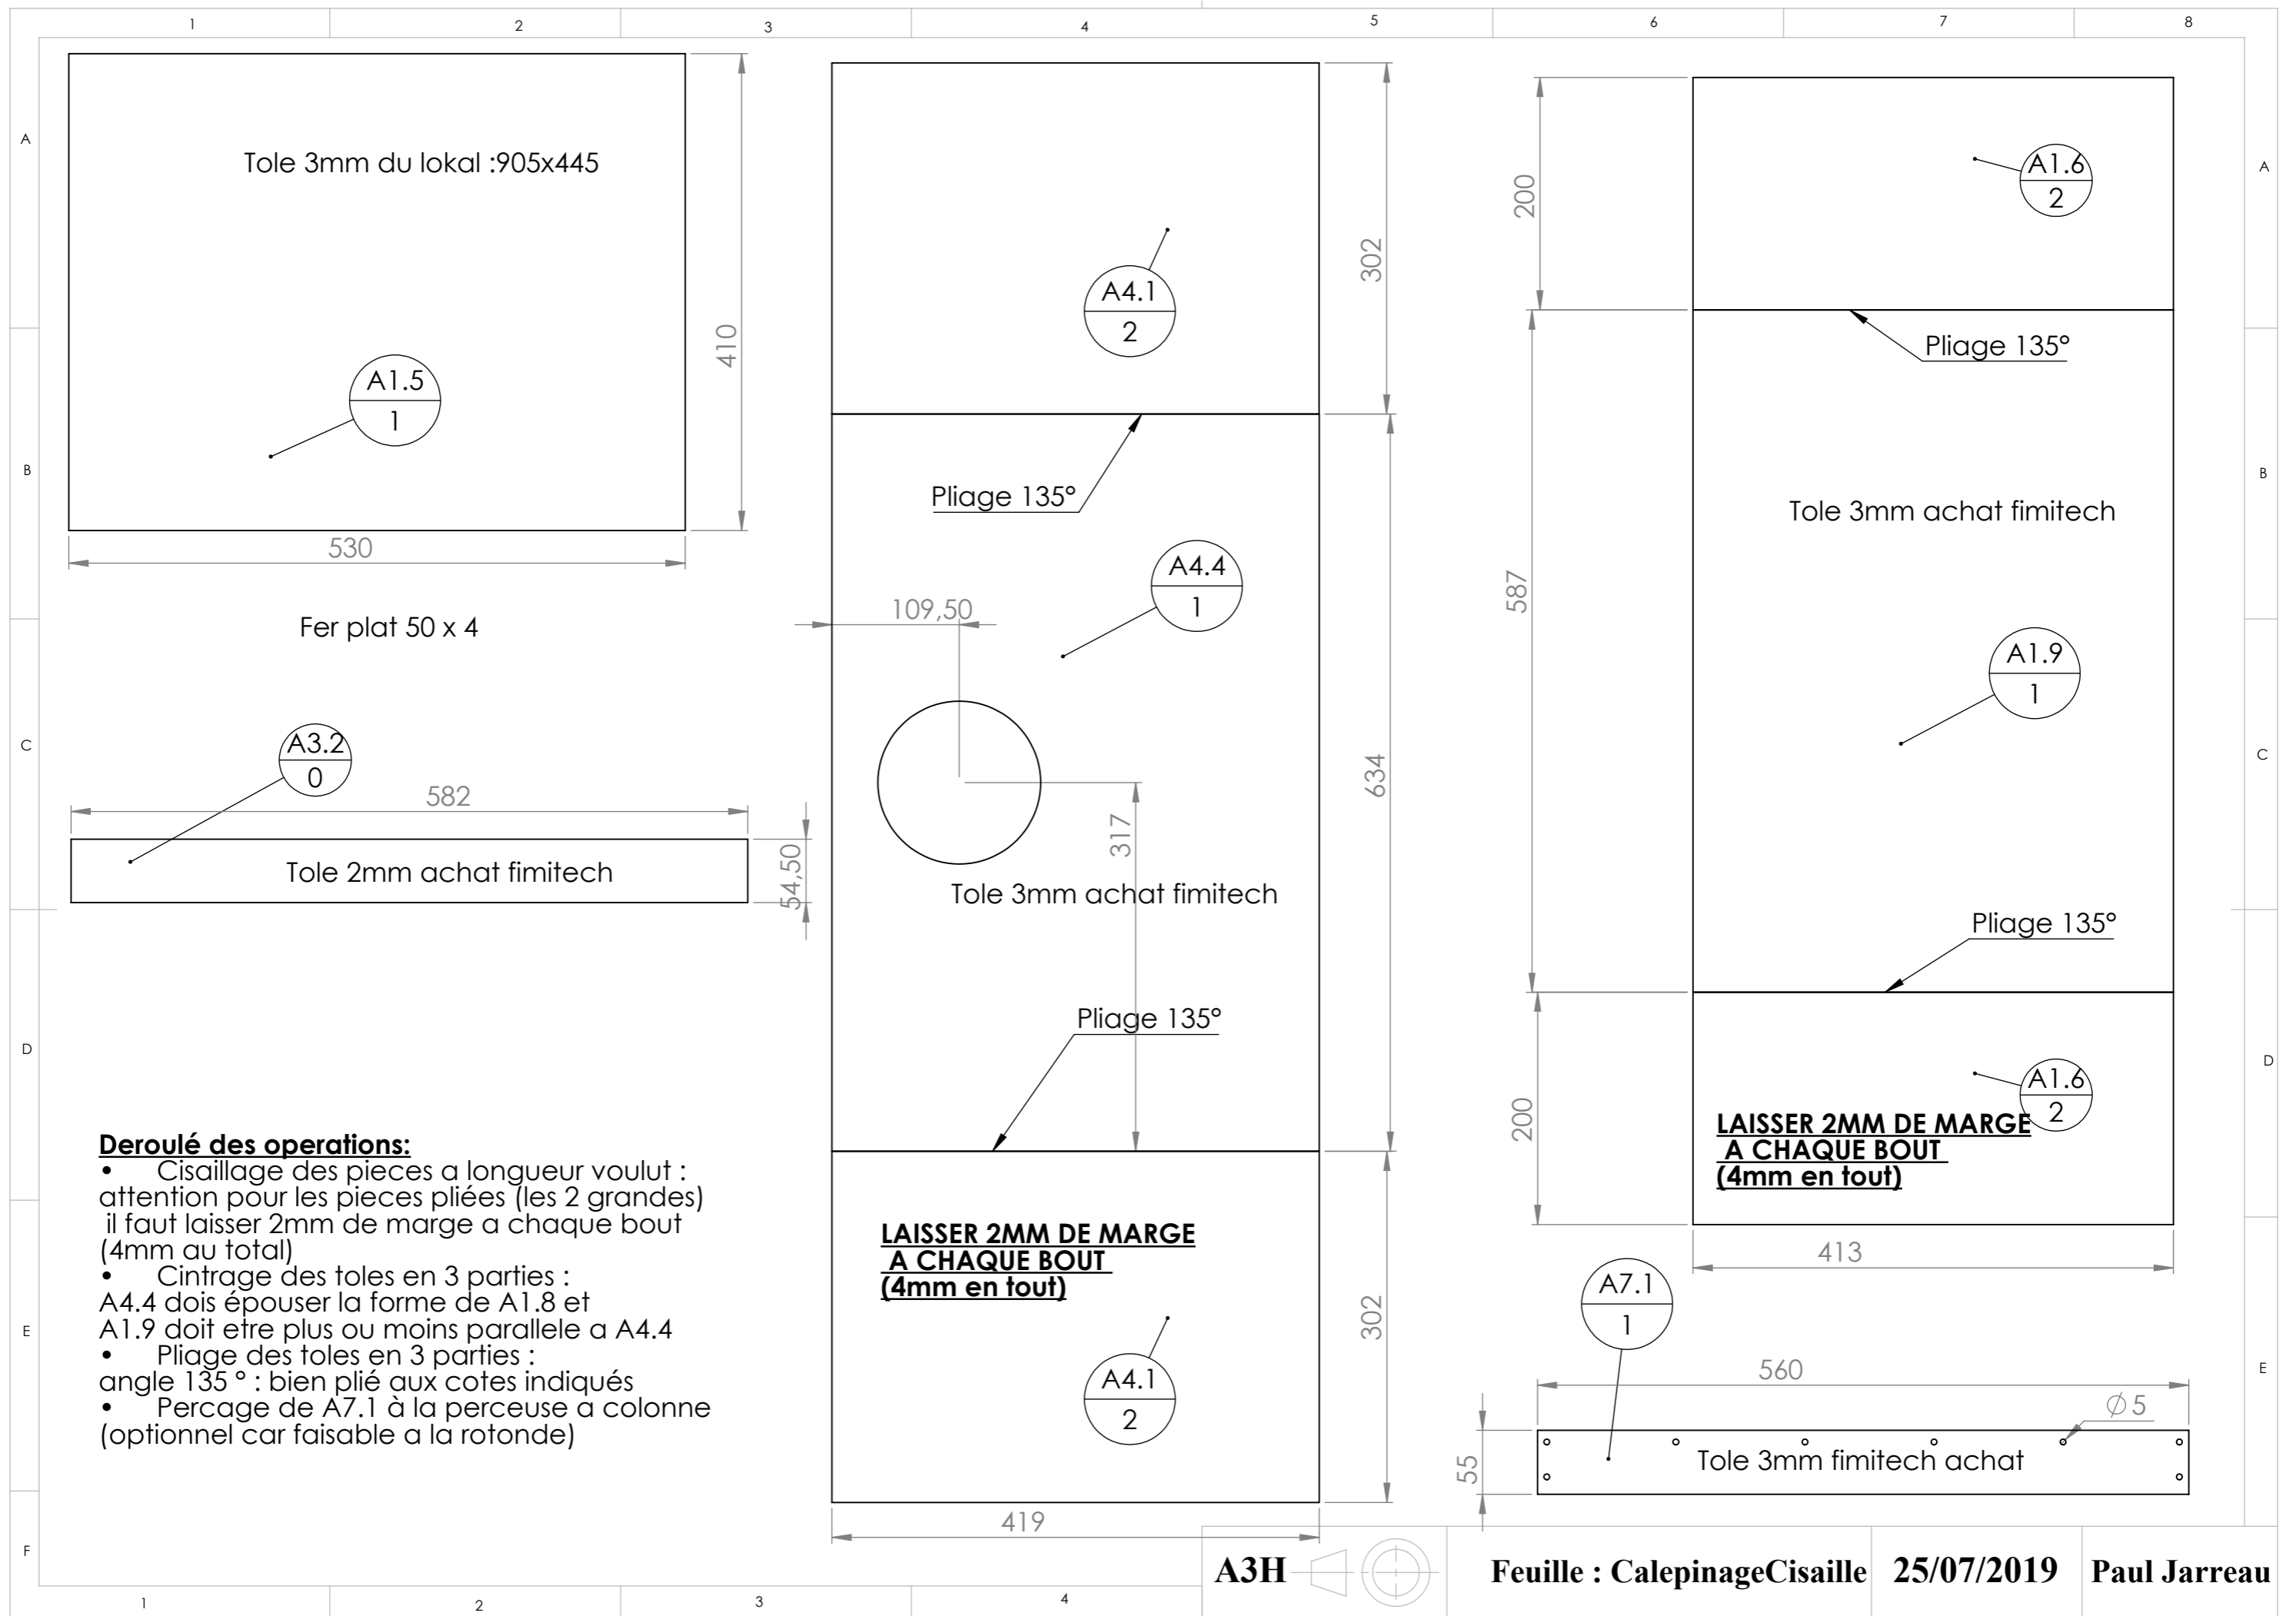 1 2 3 4 5 6 7 8
A
A
B
B
C
C
D
D
E
E
F
1 2 3 4
Tole 3mm du lokal :905x445
A1.5
1
410
530
Fer plat 50 x 4
A3.2
0
582
Tole 2mm achat fimitech
54,50
Deroulé des operations:
• Cisaillage des pieces a longueur voulut :
attention pour les pieces pliées (les 2 grandes)
il faut laisser 2mm de marge a chaque bout
(4mm au total)
• Cintrage des toles en 3 parties :
A4.4 dois épouser la forme de A1.8 et
A1.9 doit etre plus ou moins parallele a A4.4
• Pliage des toles en 3 parties :
angle 135 ° : bien plié aux cotes indiqués
• Percage de A7.1 à la perceuse a colonne
(optionnel car faisable a la rotonde)
A4.1
2
302
Pliage 135°
A4.4
1
109,50
634
317
Tole 3mm achat fimitech
Pliage 135°
LAISSER 2MM DE MARGE
A CHAQUE BOUT
(4mm en tout)
302
A4.1
2
419
200
A1.6
2
Pliage 135°
Tole 3mm achat fimitech
587
A1.9
1
Pliage 135°
200
A1.6
2
LAISSER 2MM DE MARGE
A CHAQUE BOUT
(4mm en tout)
413
A7.1
1
560
∅ 5
55
Tole 3mm fimitech achat
A3H
Feuille : CalepinageCisaille
25/07/2019
Paul Jarreau